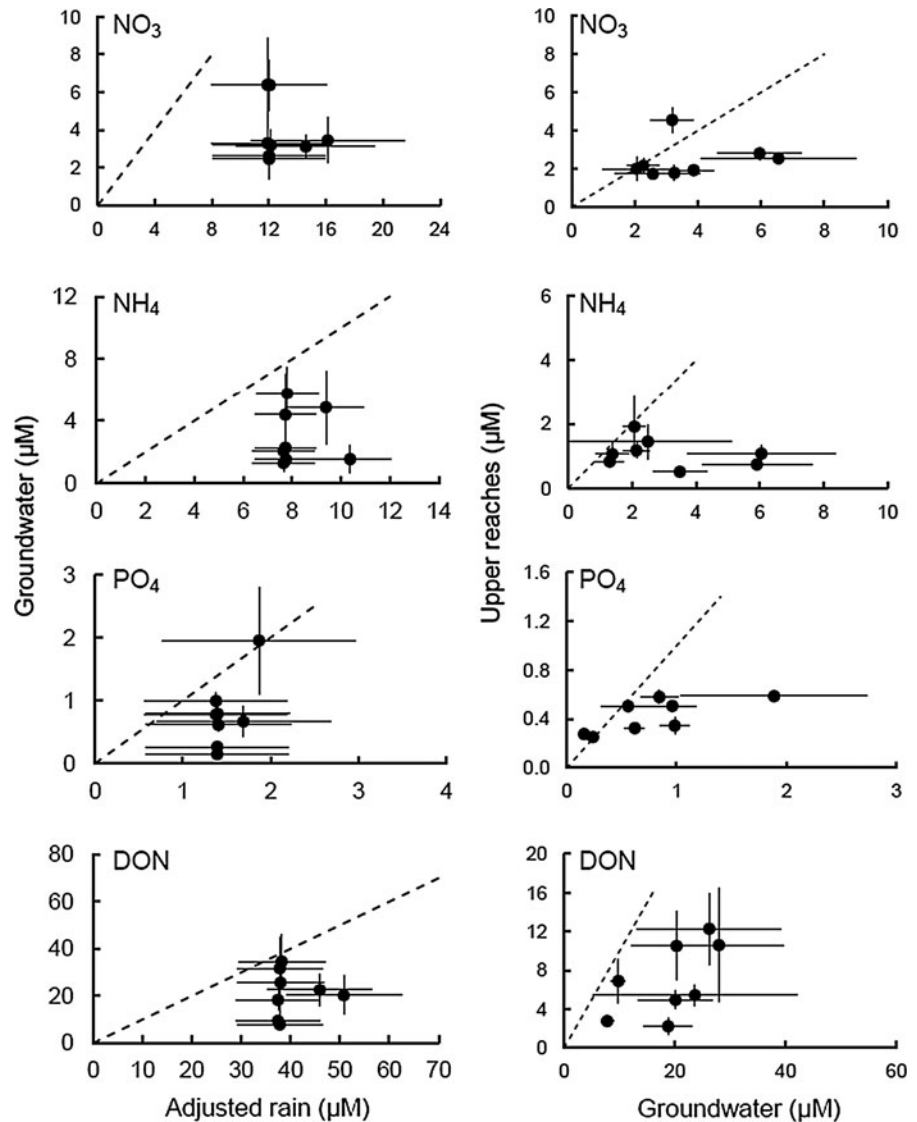 NO3
10
8
6
4
2
0
0 4 8 12 16 20 24
NO3
10
8
6
4
2
0
0 2 4 6 8 10
NH4
12
8
4
0
0 2 4 6 8 10 12 14
NH4
6
4
2
0
0 2 4 6 8 10
Groundwater (µM)
Upper reaches (µM)
PO4
3
2
1
0
0 1 2 3 4
PO4
1.6
1.2
0.8
0.4
0.0
0 1 2 3
DON
80
60
40
20
0
0 10 20 30 40 50 60 70
Adjusted rain (µM)
DON
20
16
12
8
4
0
0 20 40 60
Groundwater (µM)